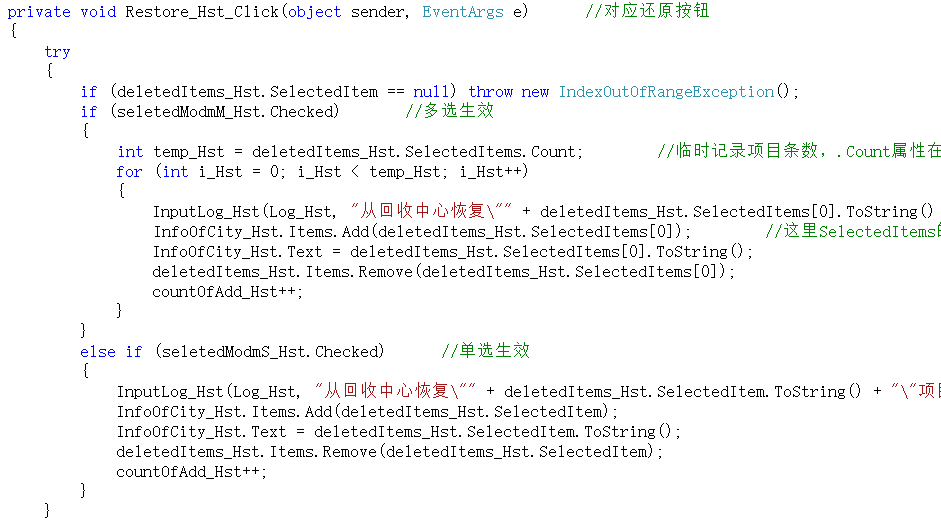 private void Restore_Hst_Click(object sender, EventArgs e)      //对应还原按钮
{
    try
    {
        if (deletedItems_Hst.SelectedItem == null) throw new IndexOutOfRangeException();
        if (seletedModmM_Hst.Checked)       //多选生效
        {
            int temp_Hst = deletedItems_Hst.SelectedItems.Count;        //临时记录项目条数，.Count属性在
            for (int i_Hst = 0; i_Hst < temp_Hst; i_Hst++)
            {
                InputLog_Hst(Log_Hst, "从回收中心恢复\"" + deletedItems_Hst.SelectedItems[0].ToString()
                InfoOfCity_Hst.Items.Add(deletedItems_Hst.SelectedItems[0]);        //这里SelectedItems的
                InfoOfCity_Hst.Text = deletedItems_Hst.SelectedItems[0].ToString();
                deletedItems_Hst.Items.Remove(deletedItems_Hst.SelectedItems[0]);
                countOfAdd_Hst++;
            }
        }
        else if (seletedModmS_Hst.Checked)      //单选生效
        {
            InputLog_Hst(Log_Hst, "从回收中心恢复\"" + deletedItems_Hst.SelectedItem.ToString() + "\"项
            InfoOfCity_Hst.Items.Add(deletedItems_Hst.SelectedItem);
            InfoOfCity_Hst.Text = deletedItems_Hst.SelectedItem.ToString();
            deletedItems_Hst.Items.Remove(deletedItems_Hst.SelectedItem);
            countOfAdd_Hst++;
        }
    }